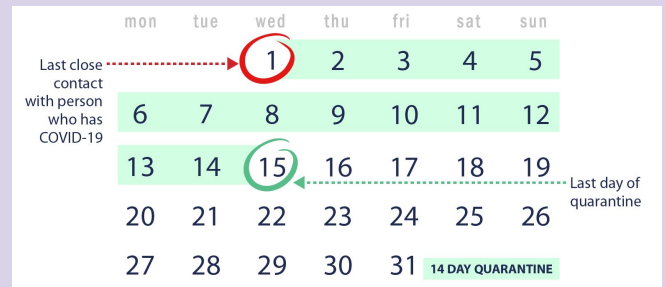 mon tue wed thu fri sat sun
Last close
contact
with person
who has
COVID-19
1 2 3 4 5
6 7 8 9 10 11 12
13 14 15 16 17 18 19
Last day of
quarantine
20 21 22 23 24 25 26
27 28 29 30 31 14 DAY QUARANTINE